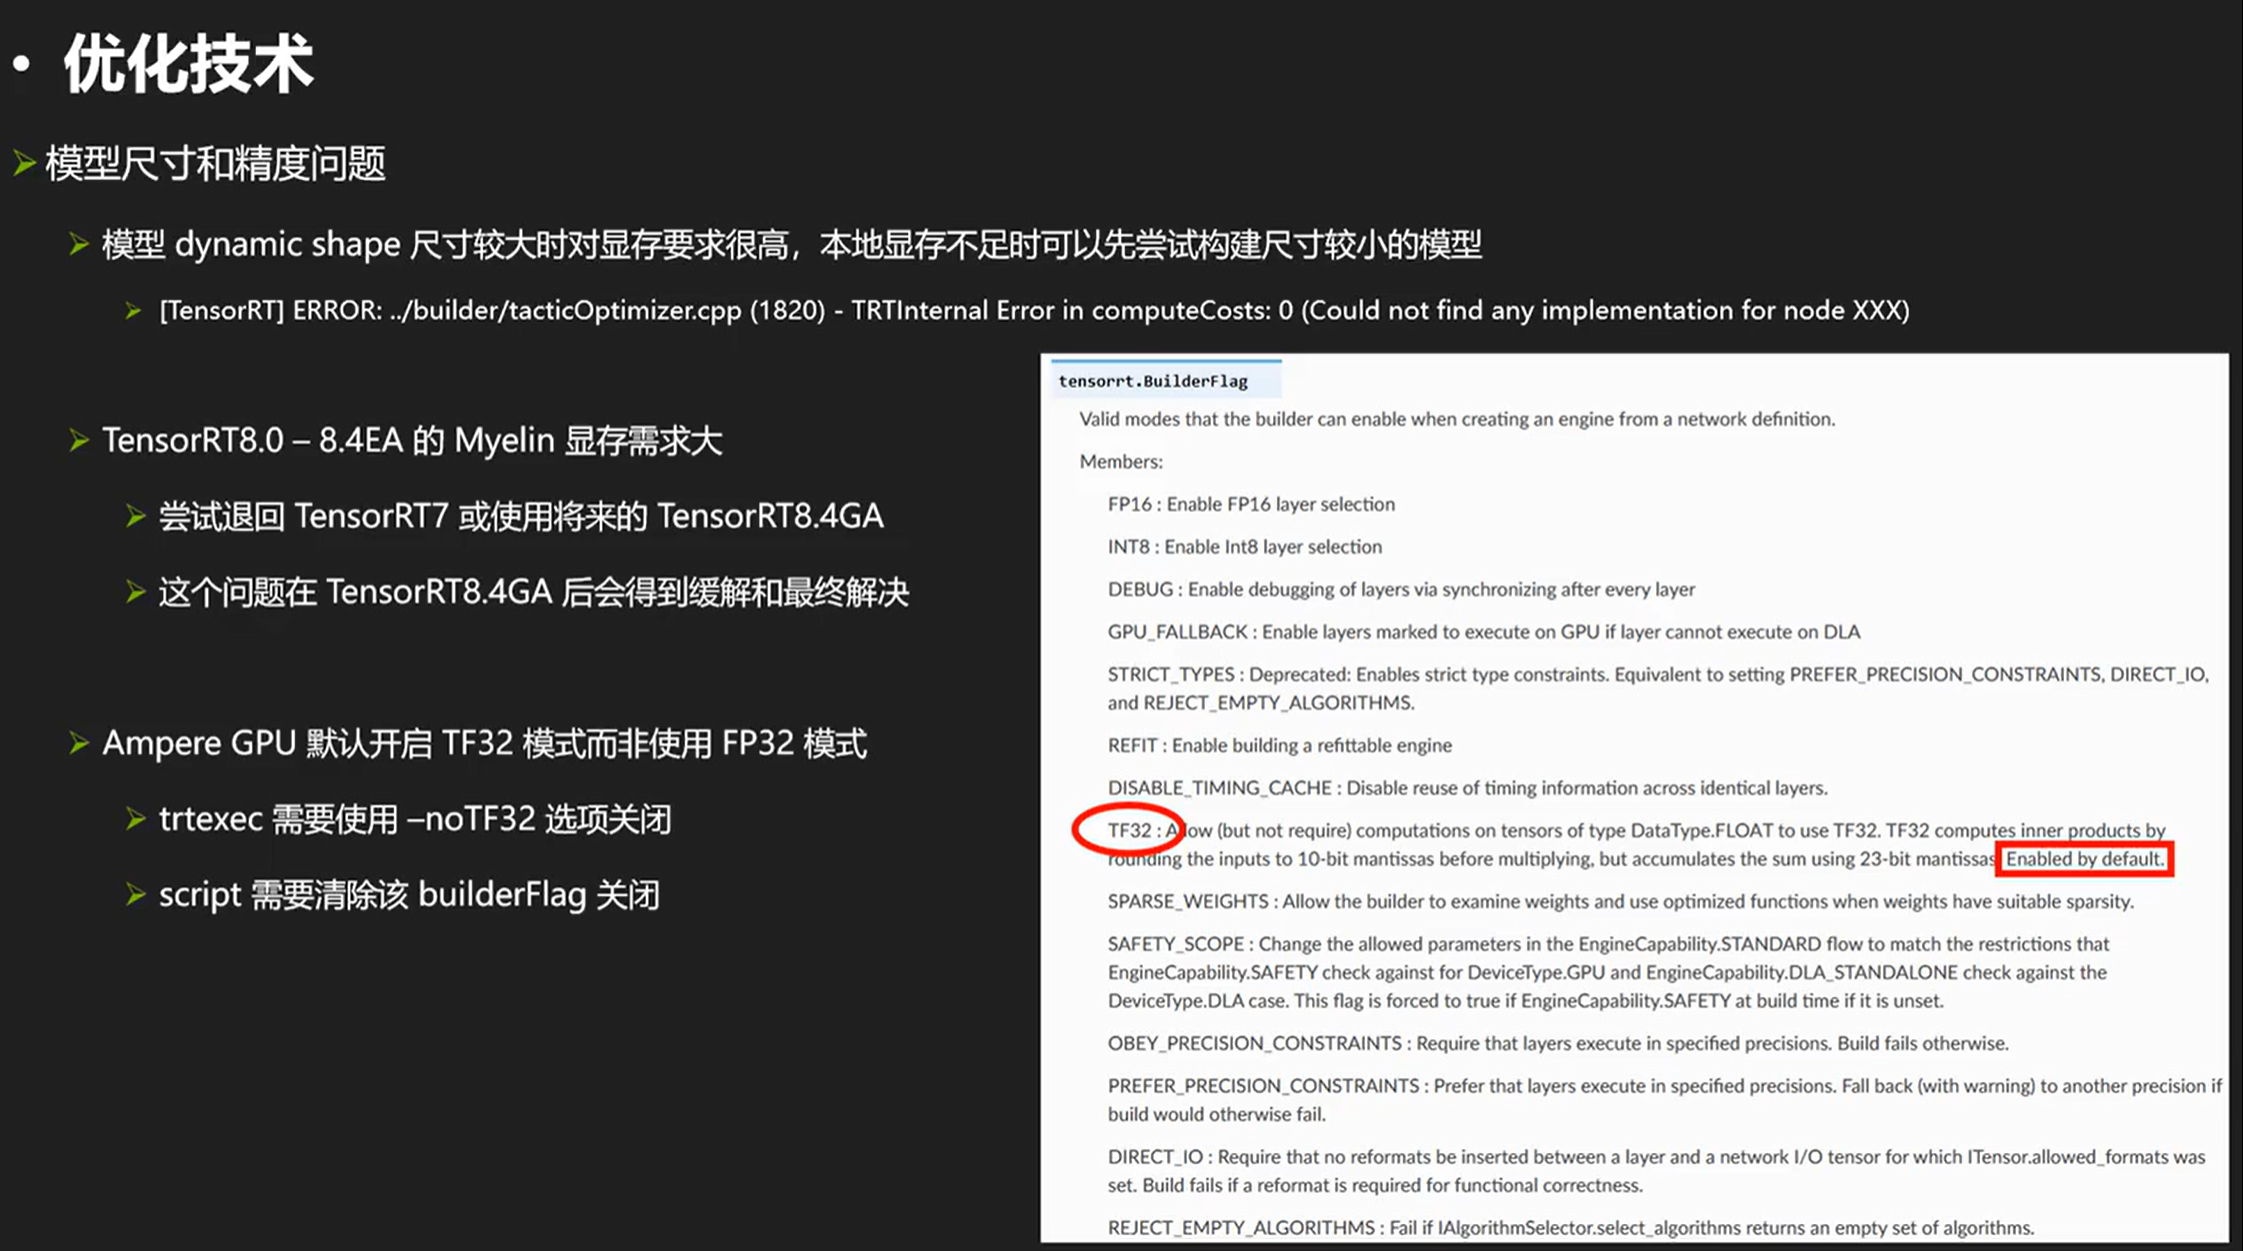 • 优化技术
模型尺寸和精度问题
模型 dynamic shape 尺寸较大时对显存要求很高，本地显存不足时可以先尝试构建尺寸较小的模型
[TensorRT] ERROR: ../builder/tacticOptimizer.cpp (1820) - TRTInternal Error in computeCosts: 0 (Could not find any implementation for node XXX)
TensorRT8.0 – 8.4EA 的 Myelin 显存需求大
尝试退回 TensorRT7 或使用将来的 TensorRT8.4GA
这个问题在 TensorRT8.4GA 后会得到缓解和最终解决
Ampere GPU 默认开启 TF32 模式而非使用 FP32 模式
trtexec 需要使用 –noTF32 选项关闭
script 需要清除该 builderFlag 关闭
tensorrt.BuilderFlag
Valid modes that the builder can enable when creating an engine from a network definition.
Members:
FP16 : Enable FP16 layer selection
INT8 : Enable Int8 layer selection
DEBUG : Enable debugging of layers via synchronizing after every layer
GPU_FALLBACK : Enable layers marked to execute on GPU if layer cannot execute on DLA
STRICT_TYPES : Deprecated: Enables strict type constraints. Equivalent to setting PREFER_PRECISION_CONSTRAINTS, DIRECT_IO,
and REJECT_EMPTY_ALGORITHMS.
REFIT : Enable building a refittable engine
DISABLE_TIMING_CACHE : Disable reuse of timing information across identical layers.
TF32 : Allow (but not require) computations on tensors of type DataType.FLOAT to use TF32. TF32 computes inner products by
rounding the inputs to 10-bit mantissas before multiplying, but accumulates the sum using 23-bit mantissas Enabled by default.
SPARSE_WEIGHTS : Allow the builder to examine weights and use optimized functions when weights have suitable sparsity.
SAFETY_SCOPE : Change the allowed parameters in the EngineCapability.STANDARD flow to match the restrictions that
EngineCapability.SAFETY check against for DeviceType.GPU and EngineCapability.DLA_STANDALONE check against the
DeviceType.DLA case. This flag is forced to true if EngineCapability.SAFETY at build time if it is unset.
OBEY_PRECISION_CONSTRAINTS : Require that layers execute in specified precisions. Build fails otherwise.
PREFER_PRECISION_CONSTRAINTS : Prefer that layers execute in specified precisions. Fall back (with warning) to another precision if
build would otherwise fail.
DIRECT_IO : Require that no reformats be inserted between a layer and a network I/O tensor for which ITensor.allowed_formats was
set. Build fails if a reformat is required for functional correctness.
REJECT_EMPTY_ALGORITHMS : Fail if IAlgorithmSelector.select_algorithms returns an empty set of algorithms.